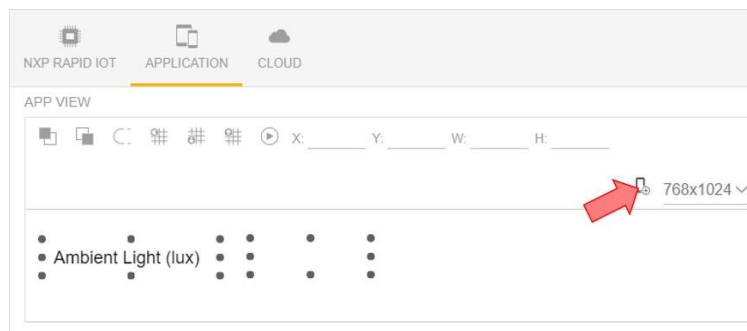 NXP RAPID IOT APPLICATION CLOUD
APP VIEW
X: Y: W: H:
768x1024
Ambient Light (lux)